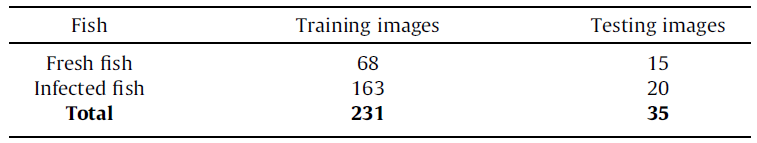 Fish Training images Testing images
Fresh fish 68 15
Infected fish 163 20
Total 231 35